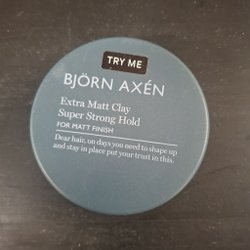 TRY ME
BJÖRN AXÉN
Extra Matt Clay
Super Strong Hold
FOR MATT FINISH
Dear hair, on days you need to shape up
and stay in place put your trust in this.